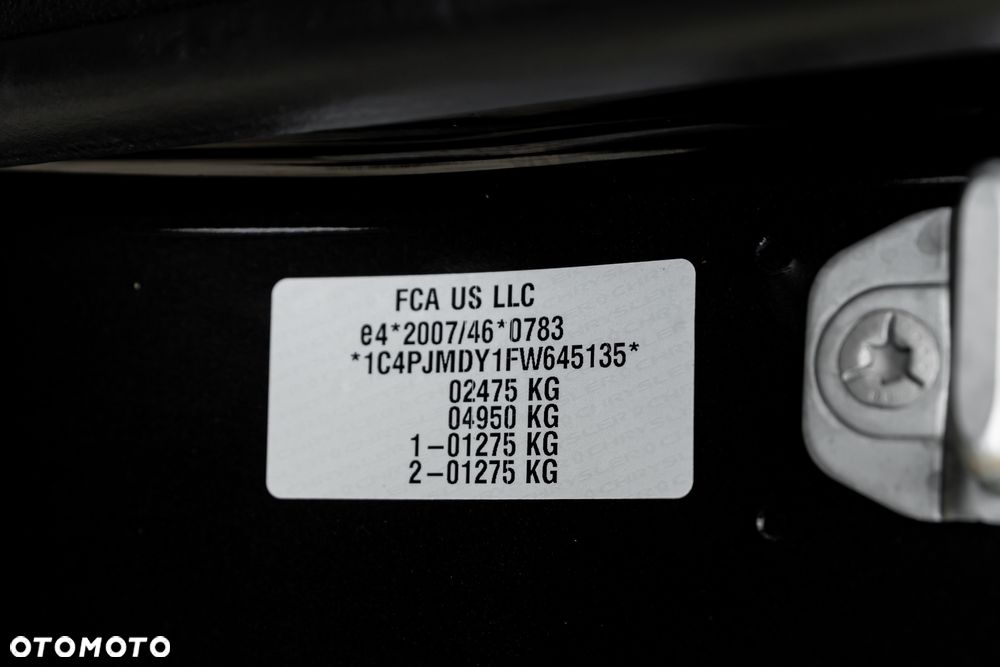 FCA US LLC
e4*2007/46*0783
*1C4PJMDY1FW645135*
02475 KG
04950 KG
1-01275 KG
2-01275 KG
OTOMOTO